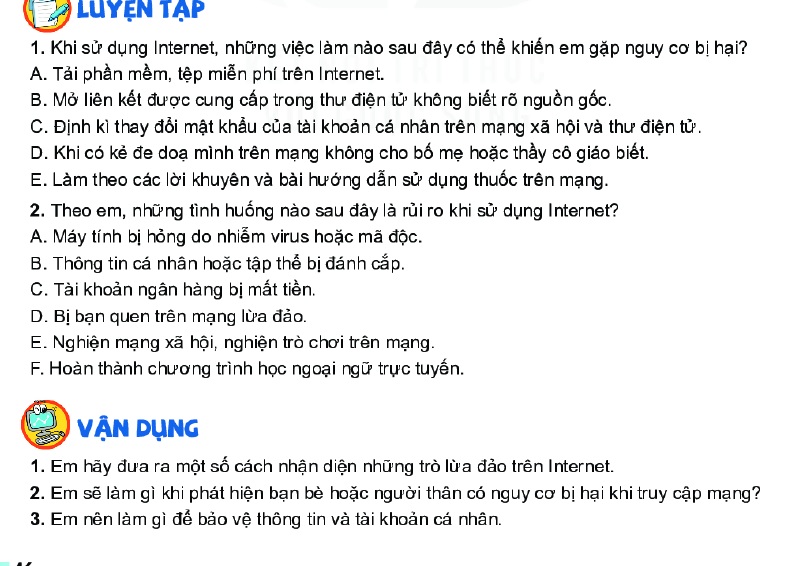 LUYỆN TẬP
1. Khi sử dụng Internet, những việc làm nào sau đây có thể khiến em gặp nguy cơ bị hại?
A. Tải phần mềm, tệp miễn phí trên Internet.
B. Mở liên kết được cung cấp trong thư điện tử không biết rõ nguồn gốc.
C. Định kì thay đổi mật khẩu của tài khoản cá nhân trên mạng xã hội và thư điện tử.
D. Khi có kẻ đe doạ mình trên mạng không cho bố mẹ hoặc thầy cô giáo biết.
E. Làm theo các lời khuyên và bài hướng dẫn sử dụng thuốc trên mạng.
2. Theo em, những tình huống nào sau đây là rủi ro khi sử dụng Internet?
A. Máy tính bị hỏng do nhiễm virus hoặc mã độc.
B. Thông tin cá nhân hoặc tập thể bị đánh cắp.
C. Tài khoản ngân hàng bị mất tiền.
D. Bị bạn quen trên mạng lừa đảo.
E. Nghiện mạng xã hội, nghiện trò chơi trên mạng.
F. Hoàn thành chương trình học ngoại ngữ trực tuyến.
VẬN DỤNG
1. Em hãy đưa ra một số cách nhận diện những trò lừa đảo trên Internet.
2. Em sẽ làm gì khi phát hiện bạn bè hoặc người thân có nguy cơ bị hại khi truy cập mạng?
3. Em nên làm gì để bảo vệ thông tin và tài khoản cá nhân.